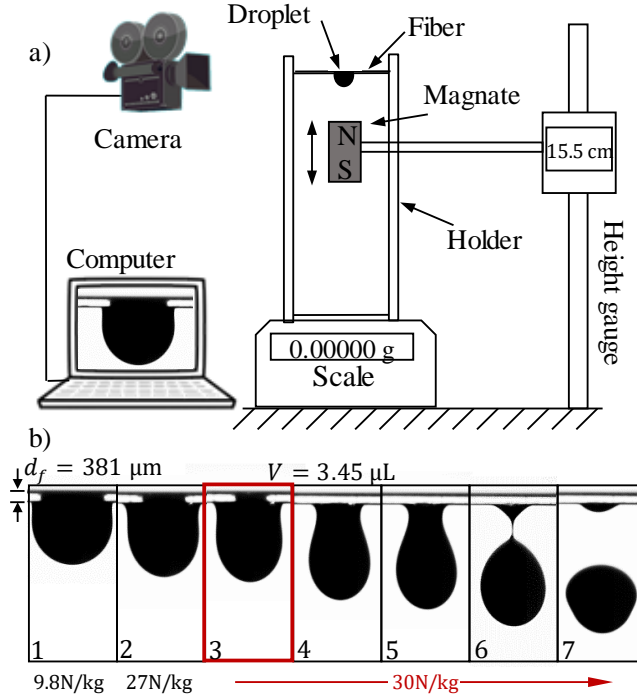 a)
Camera
Computer
Droplet
Fiber
Magnate
N
S
15.5 cm
Holder
Height gauge
0.00000 g
Scale
b)
d_f = 381 μm
V = 3.45 μL
1 2 3 4 5 6 7
9.8N/kg 27N/kg 30N/kg